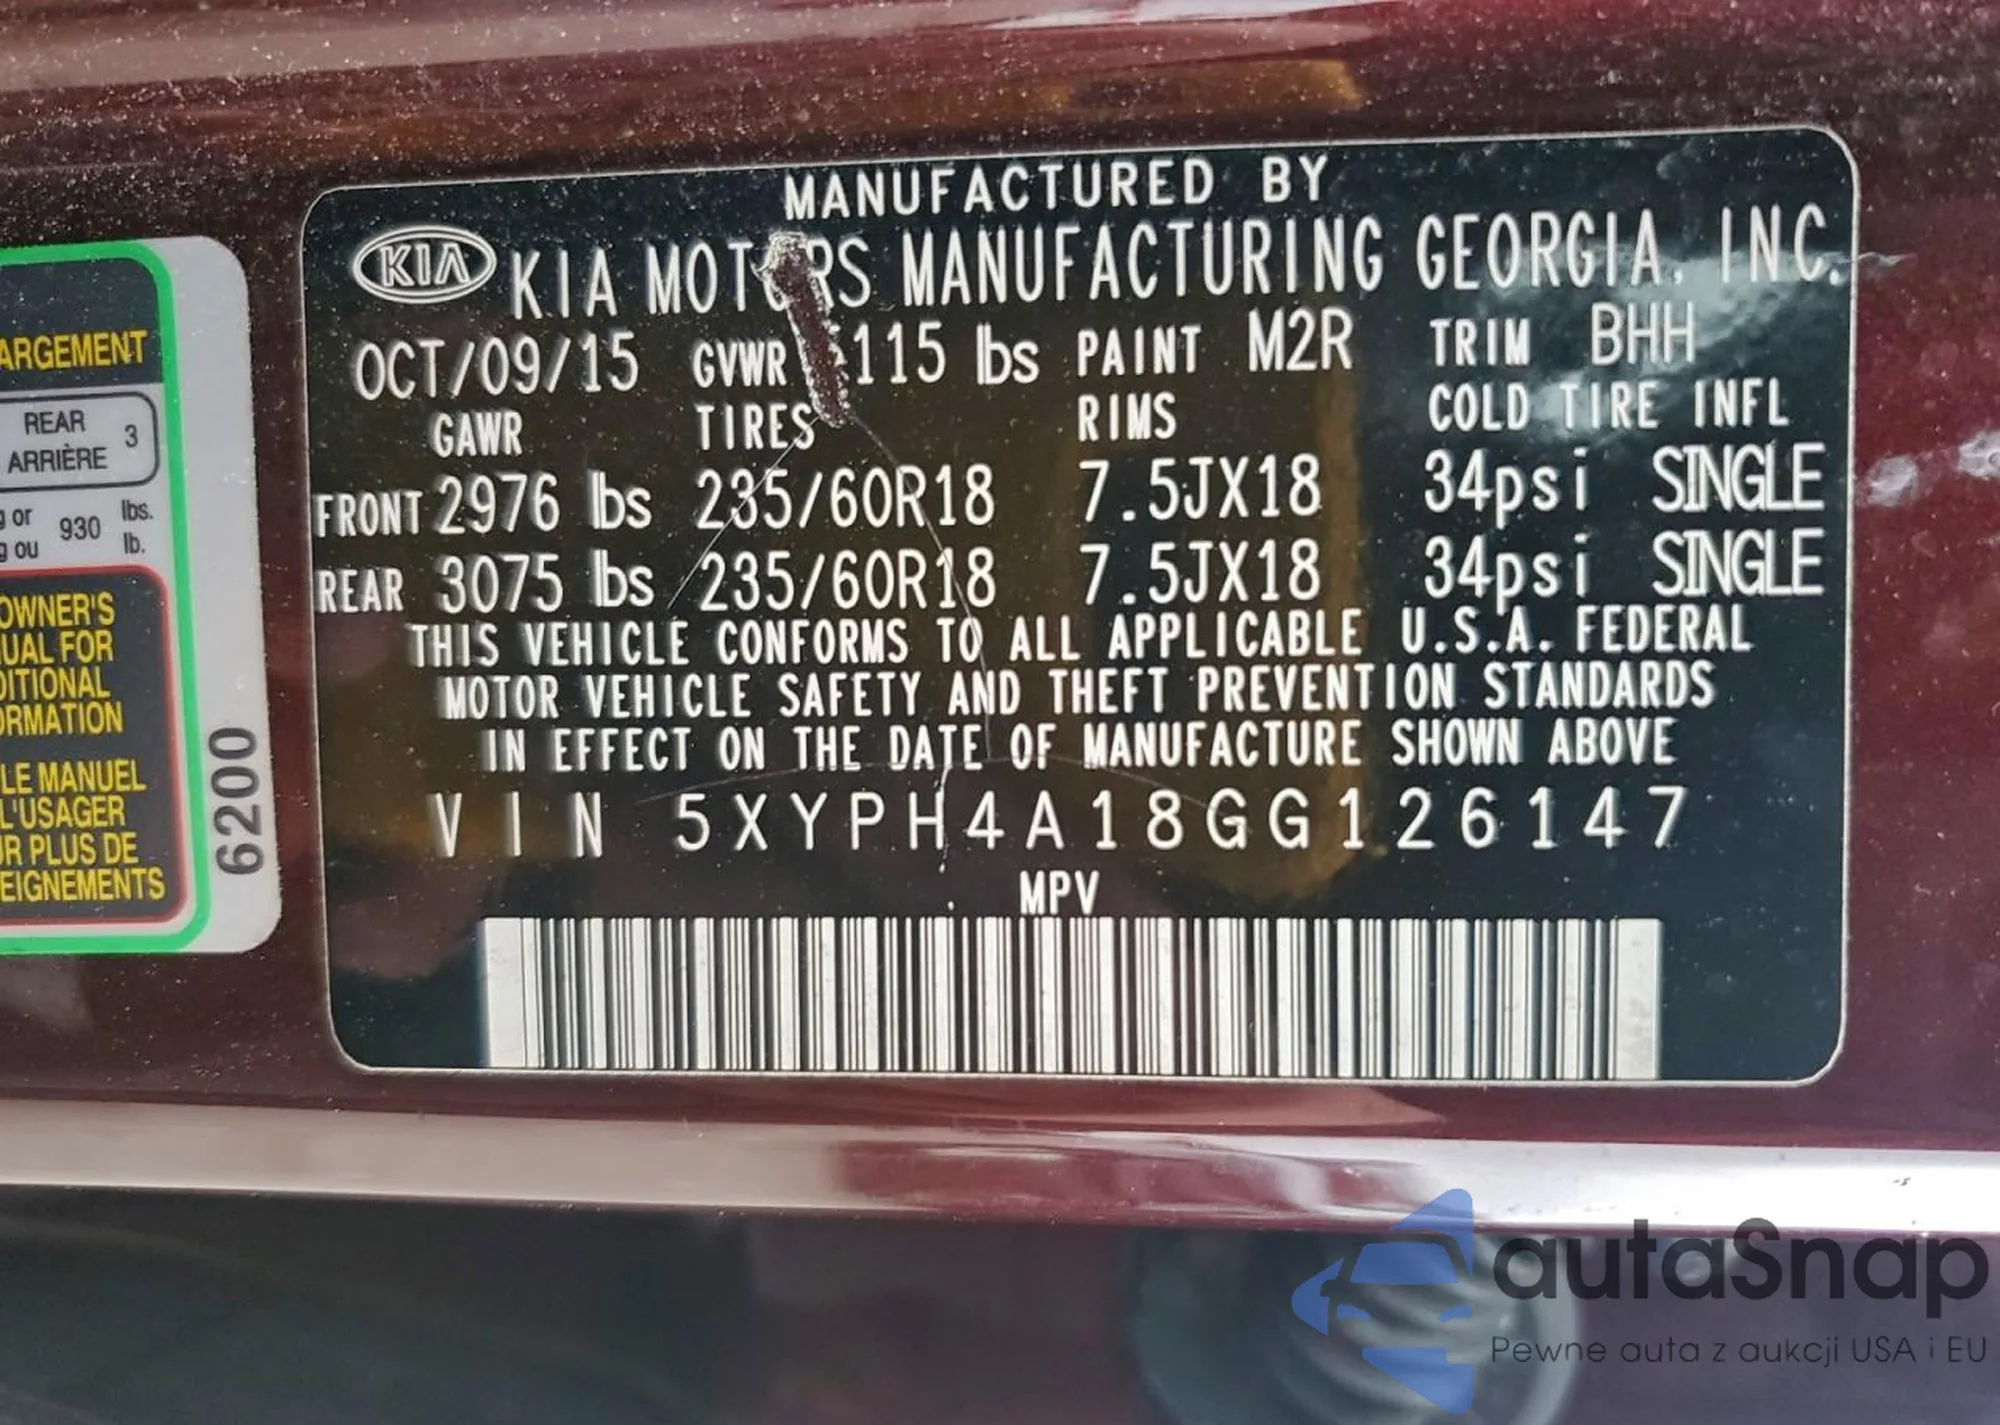 MANUFACTURED BY
KIA KIA MOTORS MANUFACTURING GEORGIA, INC.
OCT/09/15 GVWR 115 lbs PAINT M2R TRIM BHH
GAWR TIRES RIMS COLD TIRE INFL
FRONT 2976 lbs 235/60R18 7.5JX18 34psi SINGLE
REAR 3075 lbs 235/60R18 7.5JX18 34psi SINGLE
THIS VEHICLE CONFORMS TO ALL APPLICABLE U.S.A. FEDERAL
MOTOR VEHICLE SAFETY AND THEFT PREVENTION STANDARDS
IN EFFECT ON THE DATE OF MANUFACTURE SHOWN ABOVE
VIN 5XYPH4A18GG126147
MPV
ARGEMENT
REAR 3
ARRIÈRE
g or 930 lbs.
g ou lb.
OWNER'S
UAL FOR
DITIONAL
ORMATION
LE MANUEL
L'USAGER
R PLUS DE
EIGNEMENTS
6200
autaSnap
Pewne auta z aukcji USA i EU